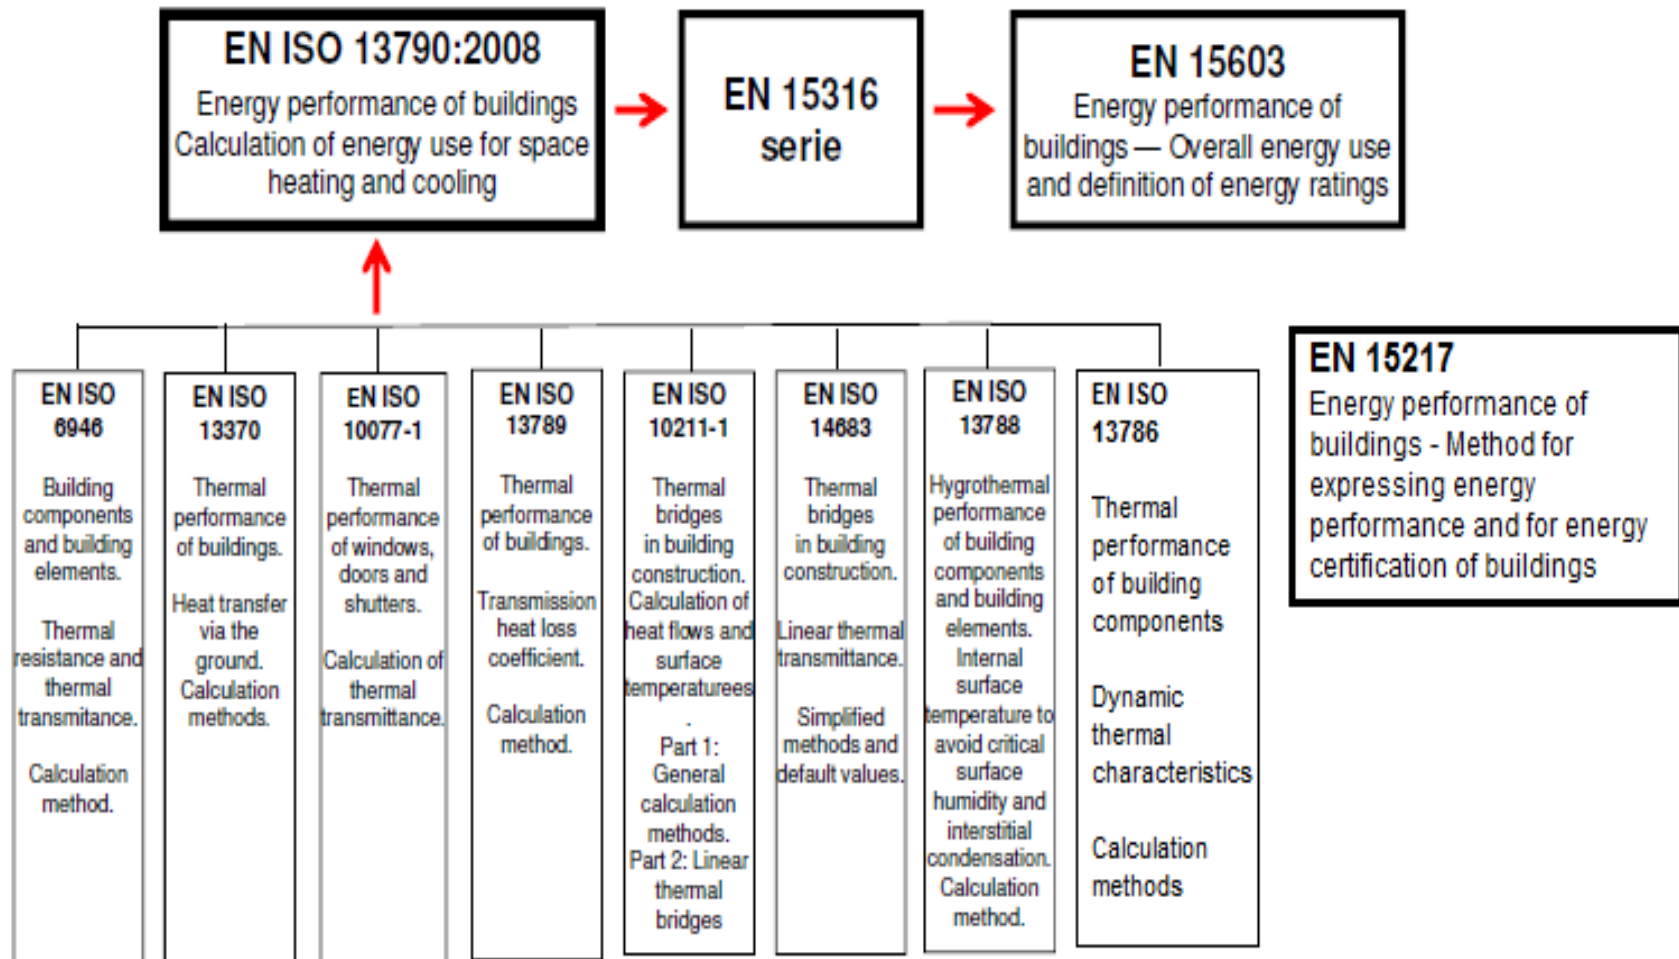 EN ISO 13790:2008
Energy performance of buildings
Calculation of energy use for space
heating and cooling
EN 15316
serie
EN 15603
Energy performance of
buildings — Overall energy use
and definition of energy ratings
EN ISO
6946
Building
components
and building
elements.
Thermal
resistance and
thermal
transmitance.
Calculation
method.
EN ISO
13370
Thermal
performance
of buildings.
Heat transfer
via the
ground.
Calculation
methods.
EN ISO
10077-1
Thermal
performance
of windows,
doors and
shutters.
Calculation of
thermal
transmittance.
EN ISO
13789
Thermal
performance
of buildings.
Transmission
heat loss
coefficient.
Calculation
method.
EN ISO
10211-1
Thermal
bridges
in building
construction.
Calculation of
heat flows and
surface
temperaturees
.
Part 1:
General
calculation
methods.
Part 2: Linear
thermal
bridges
EN ISO
14683
Thermal
bridges
in building
construction.
Linear thermal
transmittance.
Simplified
methods and
default values.
EN ISO
13788
Hygrothermal
performance
of building
components
and building
elements.
Internal
surface
temperature to
avoid critical
surface
humidity and
interstitial
condensation.
Calculation
method.
EN ISO
13786
Thermal
performance
of building
components
Dynamic
thermal
characteristics
Calculation
methods
EN 15217
Energy performance of
buildings - Method for
expressing energy
performance and for energy
certification of buildings